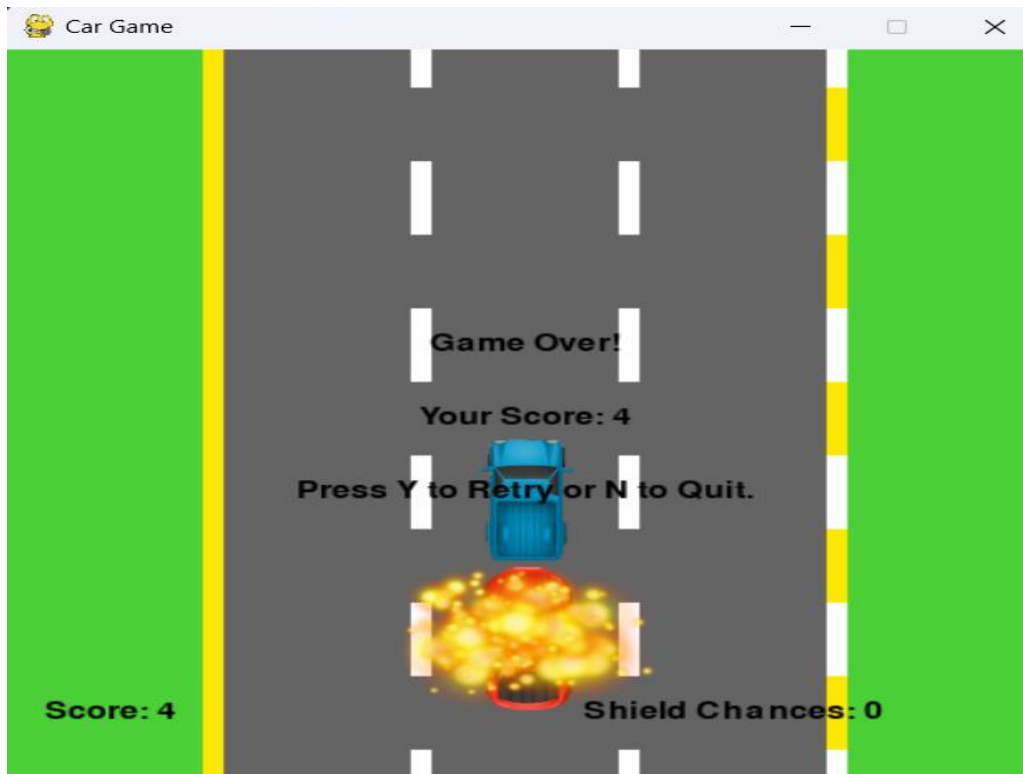 Car Game
Game Over!
Your Score: 4
Press Y to Retry or N to Quit.
Score: 4
Shield Chances: 0